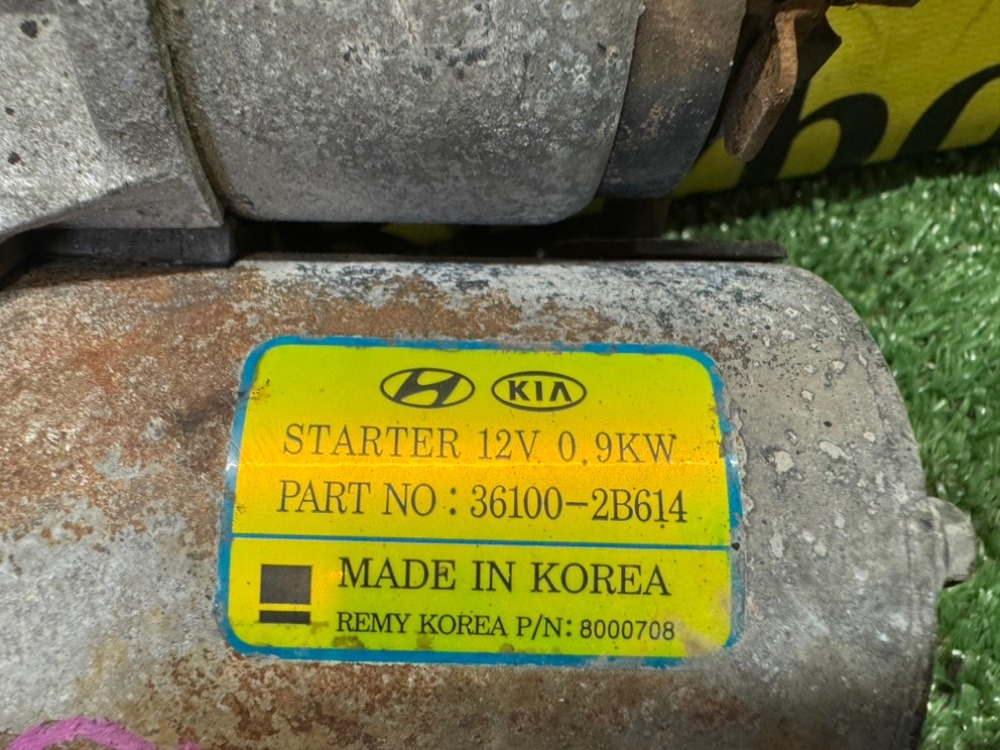 KIA
STARTER 12V 0.9KW
PART NO : 36100-2B614
MADE IN KOREA
REMY KOREA P/N: 8000708